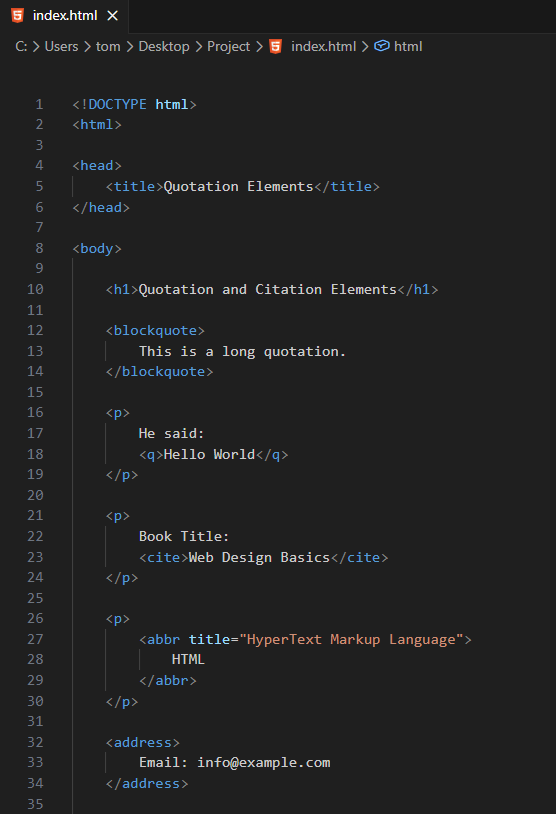 index.html
C: > Users > tom > Desktop > Project > index.html > html
1 <!DOCTYPE html>
2 <html>
3
4 <head>
5     <title>Quotation Elements</title>
6 </head>
7
8 <body>
9
10     <h1>Quotation and Citation Elements</h1>
11
12     <blockquote>
13         This is a long quotation.
14     </blockquote>
15
16     <p>
17         He said:
18         <q>Hello World</q>
19     </p>
20
21     <p>
22         Book Title:
23         <cite>Web Design Basics</cite>
24     </p>
25
26     <p>
27         <abbr title="HyperText Markup Language">
28             HTML
29         </abbr>
30     </p>
31
32     <address>
33         Email: info@example.com
34     </address>
35